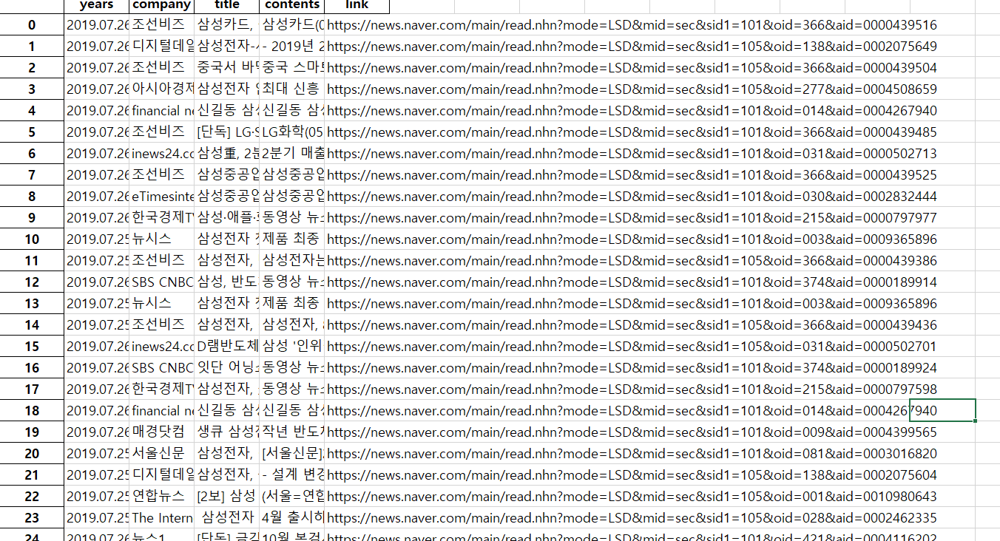 years company title contents link
0 2019.07.26 조선비즈 삼성카드, 삼성카드(0 https://news.naver.com/main/read.nhn?mode=LSD&mid=sec&sid1=101&oid=366&aid=0000439516
1 2019.07.26 디지털데일 삼성전자-시 - 2019년 2 https://news.naver.com/main/read.nhn?mode=LSD&mid=sec&sid1=105&oid=138&aid=0002075649
2 2019.07.26 조선비즈 중국서 바 중국 스마트 https://news.naver.com/main/read.nhn?mode=LSD&mid=sec&sid1=105&oid=366&aid=0000439504
3 2019.07.26 아시아경제 삼성전자 최대 신흥 https://news.naver.com/main/read.nhn?mode=LSD&mid=sec&sid1=105&oid=277&aid=0004508659
4 2019.07.26 financial ne 신길동 삼성 신길동 삼성 https://news.naver.com/main/read.nhn?mode=LSD&mid=sec&sid1=101&oid=014&aid=0004267940
5 2019.07.26 조선비즈 [단독] LG·S LG화학(05 https://news.naver.com/main/read.nhn?mode=LSD&mid=sec&sid1=101&oid=366&aid=0000439485
6 2019.07.26 inews24.co 삼성重, 2분 2분기 매출 https://news.naver.com/main/read.nhn?mode=LSD&mid=sec&sid1=101&oid=031&aid=0000502713
7 2019.07.26 조선비즈 삼성중공업 삼성중공업 https://news.naver.com/main/read.nhn?mode=LSD&mid=sec&sid1=101&oid=366&aid=0000439525
8 2019.07.26 eTimesinte 삼성중공업 삼성중공업 https://news.naver.com/main/read.nhn?mode=LSD&mid=sec&sid1=101&oid=030&aid=0002832444
9 2019.07.26 한국경제TV 삼성·애플· 동영상 뉴스 https://news.naver.com/main/read.nhn?mode=LSD&mid=sec&sid1=101&oid=215&aid=0000797977
10 2019.07.25 뉴시스 삼성전자 제품 최종 https://news.naver.com/main/read.nhn?mode=LSD&mid=sec&sid1=101&oid=003&aid=0009365896
11 2019.07.25 조선비즈 삼성전자, 삼성전자는 https://news.naver.com/main/read.nhn?mode=LSD&mid=sec&sid1=105&oid=366&aid=0000439386
12 2019.07.26 SBS CNBC 삼성, 반도 동영상 뉴스 https://news.naver.com/main/read.nhn?mode=LSD&mid=sec&sid1=101&oid=374&aid=0000189914
13 2019.07.25 뉴시스 삼성전자 제품 최종 https://news.naver.com/main/read.nhn?mode=LSD&mid=sec&sid1=101&oid=003&aid=0009365896
14 2019.07.25 조선비즈 삼성전자, 삼성전자, https://news.naver.com/main/read.nhn?mode=LSD&mid=sec&sid1=105&oid=366&aid=0000439436
15 2019.07.26 inews24.co D램반도체 삼성 '인위 https://news.naver.com/main/read.nhn?mode=LSD&mid=sec&sid1=105&oid=031&aid=0000502701
16 2019.07.26 SBS CNBC 잇단 어닝쇼 동영상 뉴스 https://news.naver.com/main/read.nhn?mode=LSD&mid=sec&sid1=101&oid=374&aid=0000189924
17 2019.07.26 한국경제TV 삼성전자, 동영상 뉴스 https://news.naver.com/main/read.nhn?mode=LSD&mid=sec&sid1=101&oid=215&aid=0000797598
18 2019.07.26 financial ne 신길동 삼성 신길동 삼성 https://news.naver.com/main/read.nhn?mode=LSD&mid=sec&sid1=101&oid=014&aid=0004267940
19 2019.07.26 매경닷컴 생큐 삼성전 작년 반도체 https://news.naver.com/main/read.nhn?mode=LSD&mid=sec&sid1=101&oid=009&aid=0004399565
20 2019.07.25 서울신문 삼성전자, [서울신문] https://news.naver.com/main/read.nhn?mode=LSD&mid=sec&sid1=101&oid=081&aid=0003016820
21 2019.07.25 디지털데일 삼성전자, - 설계 변경 https://news.naver.com/main/read.nhn?mode=LSD&mid=sec&sid1=105&oid=138&aid=0002075604
22 2019.07.25 연합뉴스 [2보] 삼성 (서울=연합 https://news.naver.com/main/read.nhn?mode=LSD&mid=sec&sid1=105&oid=001&aid=0010980643
23 2019.07.25 The Intern 삼성전자 4월 출시하 https://news.naver.com/main/read.nhn?mode=LSD&mid=sec&sid1=105&oid=028&aid=0002462335
24 2019.07.26 뉴스1 [단독] 금김 10월 https://news.naver.com/main/read.nhn?mode=LSD&mid=sec&sid1=101&oid=421&aid=0004116202